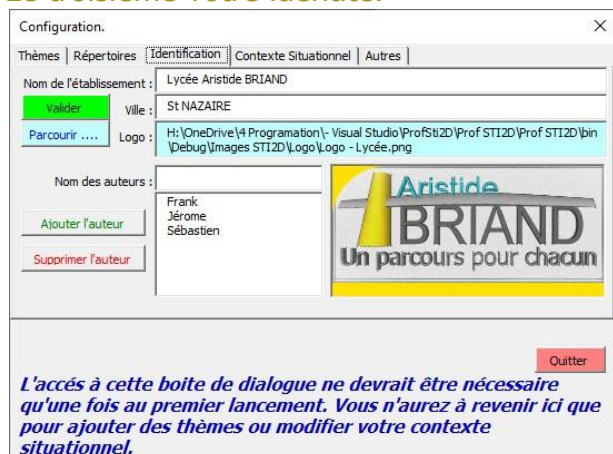 Configuration.
Thèmes Répertoires Identification Contexte Situationnel Autres
Nom de l'établissement : Lycée Aristide BRIAND
Valider Ville : St NAZAIRE
Parcourir .... Logo : H:\OneDrive\4 Programation\- Visual Studio\ProfSti2D\Prof STI2D\Prof STI2D\bin
\Debug\Images STI2D\Logo\Logo - Lycée.png
Nom des auteurs :
Frank
Jérome
Sébastien
Ajouter l'auteur
Supprimer l'auteur
Aristide
BRIAND
Un parcours pour chacun
Quitter
L'accés à cette boite de dialogue ne devrait être nécessaire
qu'une fois au premier lancement. Vous n'aurez à revenir ici que
pour ajouter des thèmes ou modifier votre contexte
situationnel.